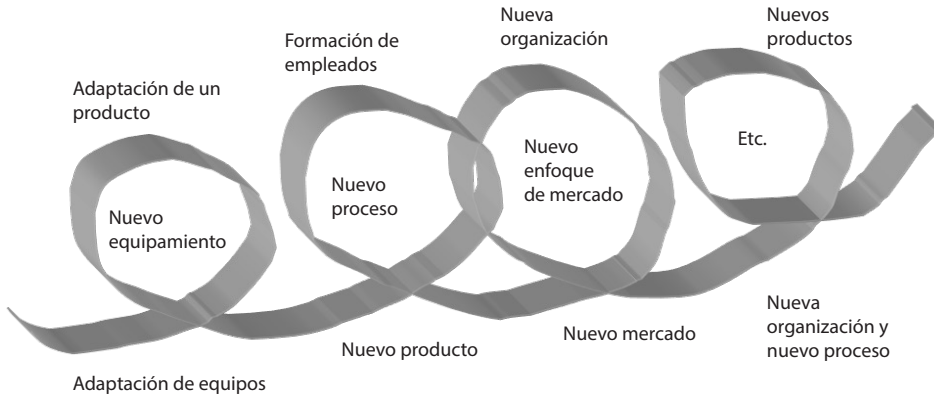 Adaptación de un
producto
Nuevo
equipamiento
Adaptación de equipos
Formación de
empleados
Nuevo
proceso
Nuevo producto
Nueva
organización
Nuevo
enfoque
de mercado
Nuevo mercado
Nuevos
productos
Etc.
Nueva
organización y
nuevo proceso